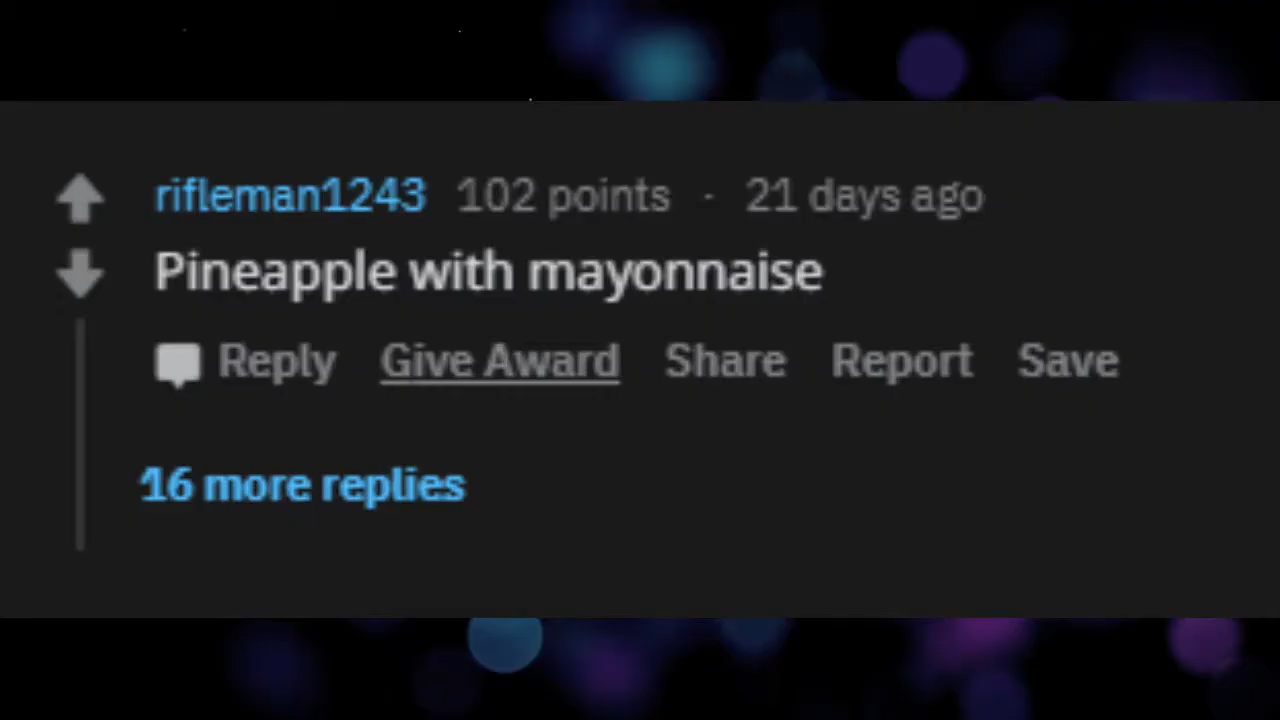 rifleman1243 102 points · 21 days ago
Pineapple with mayonnaise
Reply Give Award Share Report Save
16 more replies